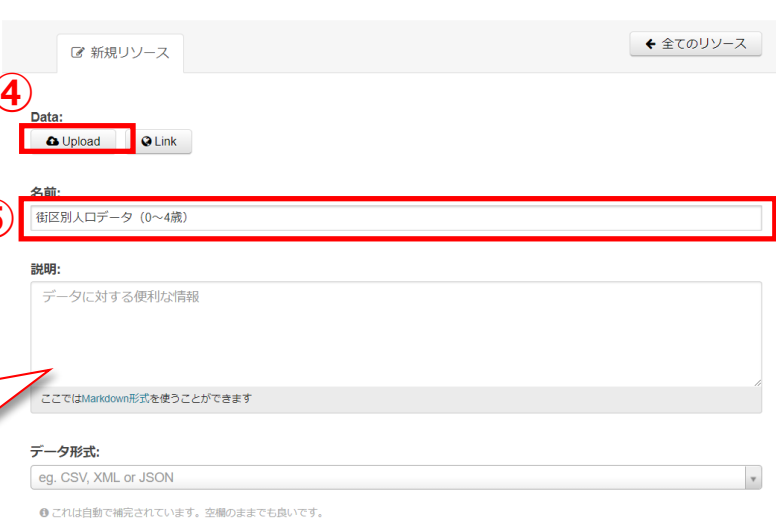 新規リソース
全てのリソース
④
Data:
Upload
Link
名前:
⑤
街区別人口データ（0～4歳）
説明:
データに対する便利な情報
ここではMarkdown形式を使うことができます
データ形式:
eg. CSV, XML or JSON
これは自動で補完されています。空欄のままでも良いです。